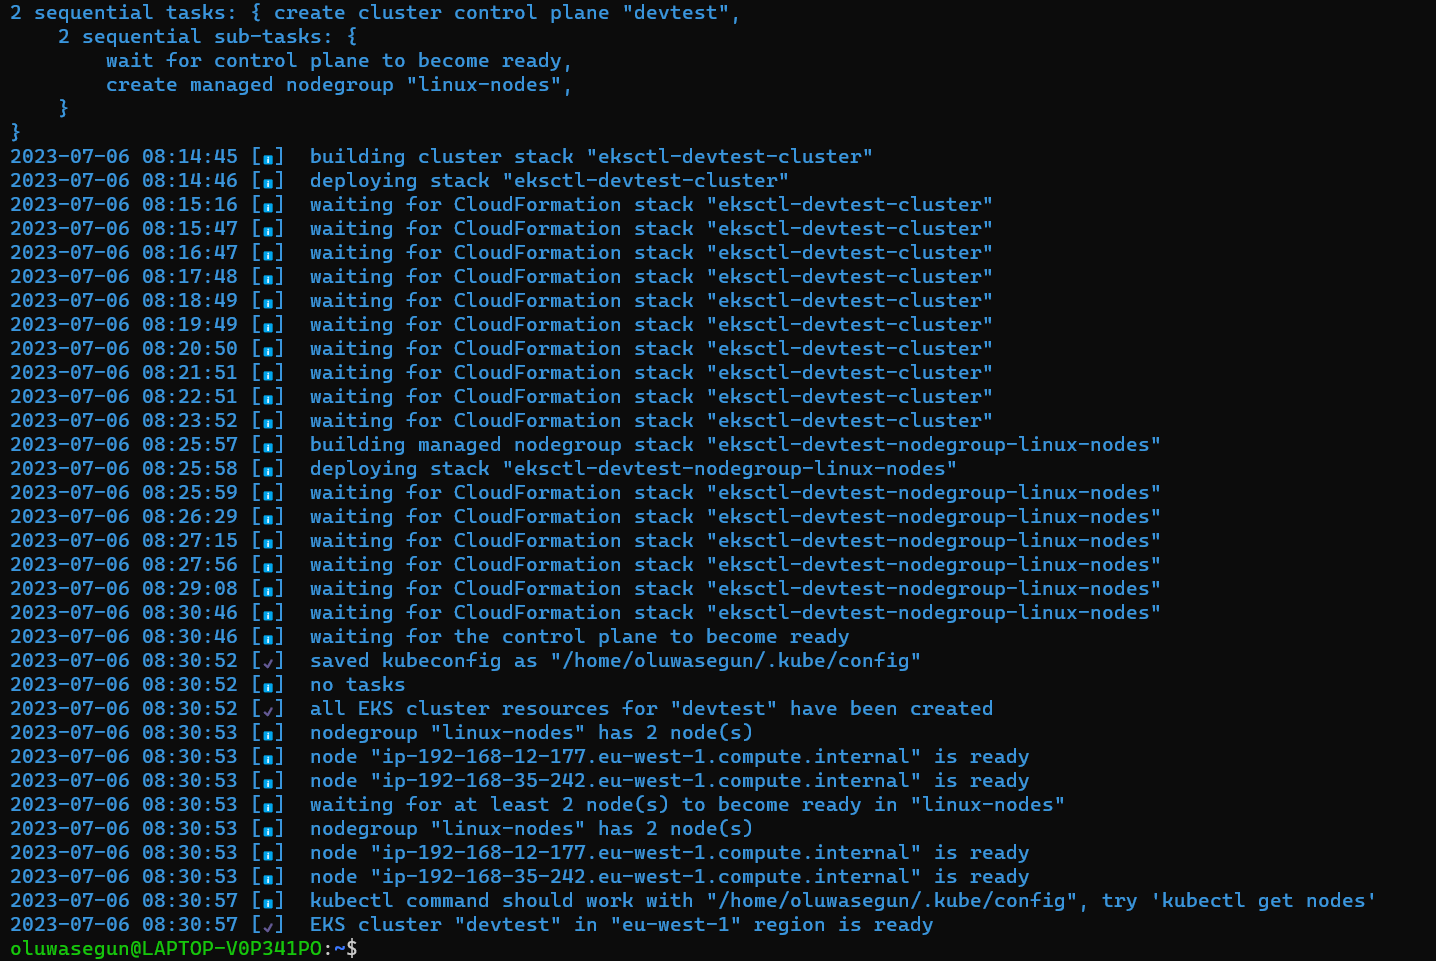 2 sequential tasks: { create cluster control plane "devtest",
    2 sequential sub-tasks: {
        wait for control plane to become ready,
        create managed nodegroup "linux-nodes",
    }
}
2023-07-06 08:14:45 [ℹ]  building cluster stack "eksctl-devtest-cluster"
2023-07-06 08:14:46 [ℹ]  deploying stack "eksctl-devtest-cluster"
2023-07-06 08:15:16 [ℹ]  waiting for CloudFormation stack "eksctl-devtest-cluster"
2023-07-06 08:15:47 [ℹ]  waiting for CloudFormation stack "eksctl-devtest-cluster"
2023-07-06 08:16:47 [ℹ]  waiting for CloudFormation stack "eksctl-devtest-cluster"
2023-07-06 08:17:48 [ℹ]  waiting for CloudFormation stack "eksctl-devtest-cluster"
2023-07-06 08:18:49 [ℹ]  waiting for CloudFormation stack "eksctl-devtest-cluster"
2023-07-06 08:19:49 [ℹ]  waiting for CloudFormation stack "eksctl-devtest-cluster"
2023-07-06 08:20:50 [ℹ]  waiting for CloudFormation stack "eksctl-devtest-cluster"
2023-07-06 08:21:51 [ℹ]  waiting for CloudFormation stack "eksctl-devtest-cluster"
2023-07-06 08:22:51 [ℹ]  waiting for CloudFormation stack "eksctl-devtest-cluster"
2023-07-06 08:23:52 [ℹ]  waiting for CloudFormation stack "eksctl-devtest-cluster"
2023-07-06 08:25:57 [ℹ]  building managed nodegroup stack "eksctl-devtest-nodegroup-linux-nodes"
2023-07-06 08:25:58 [ℹ]  deploying stack "eksctl-devtest-nodegroup-linux-nodes"
2023-07-06 08:25:59 [ℹ]  waiting for CloudFormation stack "eksctl-devtest-nodegroup-linux-nodes"
2023-07-06 08:26:29 [ℹ]  waiting for CloudFormation stack "eksctl-devtest-nodegroup-linux-nodes"
2023-07-06 08:27:15 [ℹ]  waiting for CloudFormation stack "eksctl-devtest-nodegroup-linux-nodes"
2023-07-06 08:27:56 [ℹ]  waiting for CloudFormation stack "eksctl-devtest-nodegroup-linux-nodes"
2023-07-06 08:29:08 [ℹ]  waiting for CloudFormation stack "eksctl-devtest-nodegroup-linux-nodes"
2023-07-06 08:30:46 [ℹ]  waiting for CloudFormation stack "eksctl-devtest-nodegroup-linux-nodes"
2023-07-06 08:30:46 [ℹ]  waiting for the control plane to become ready
2023-07-06 08:30:52 [✔]  saved kubeconfig as "/home/oluwasegun/.kube/config"
2023-07-06 08:30:52 [ℹ]  no tasks
2023-07-06 08:30:52 [✔]  all EKS cluster resources for "devtest" have been created
2023-07-06 08:30:53 [ℹ]  nodegroup "linux-nodes" has 2 node(s)
2023-07-06 08:30:53 [ℹ]  node "ip-192-168-12-177.eu-west-1.compute.internal" is ready
2023-07-06 08:30:53 [ℹ]  node "ip-192-168-35-242.eu-west-1.compute.internal" is ready
2023-07-06 08:30:53 [ℹ]  waiting for at least 2 node(s) to become ready in "linux-nodes"
2023-07-06 08:30:53 [ℹ]  nodegroup "linux-nodes" has 2 node(s)
2023-07-06 08:30:53 [ℹ]  node "ip-192-168-12-177.eu-west-1.compute.internal" is ready
2023-07-06 08:30:53 [ℹ]  node "ip-192-168-35-242.eu-west-1.compute.internal" is ready
2023-07-06 08:30:57 [ℹ]  kubectl command should work with "/home/oluwasegun/.kube/config", try 'kubectl get nodes'
2023-07-06 08:30:57 [✔]  EKS cluster "devtest" in "eu-west-1" region is ready
oluwasegun@LAPTOP-V0P341PO:~$